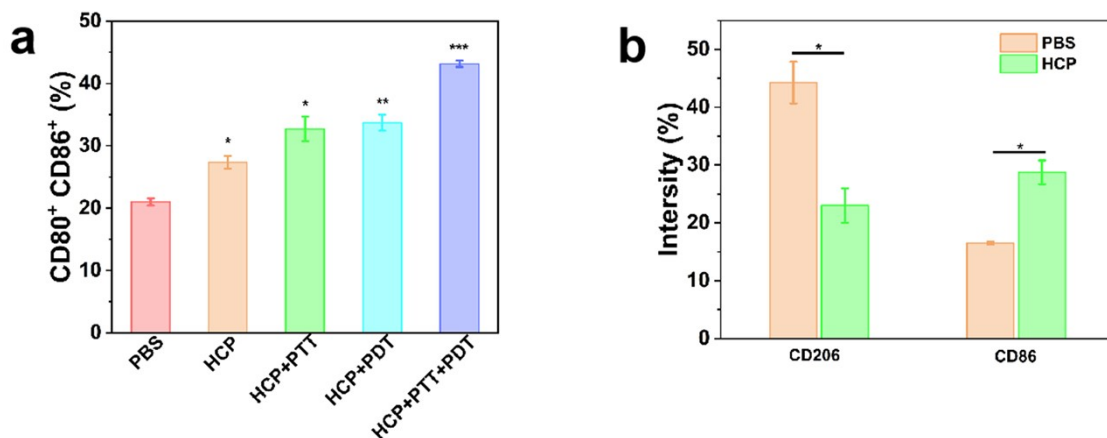 a
CD80+ CD86+ (%)
50
40
30
20
10
0
*
*
**
***
PBS
HCP
HCP+PTT
HCP+PDT
HCP+PTT+PDT
b
Intersity (%)
50
40
30
20
10
0
*
*
PBS
HCP
CD206
CD86